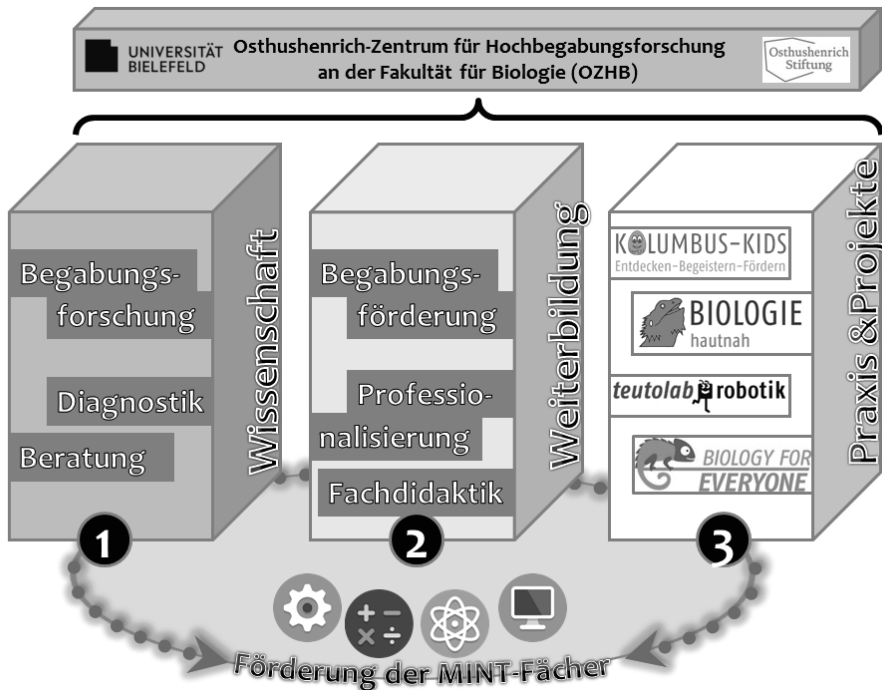 UNIVERSITÄT
BIELEFELD
Osthushenrich-Zentrum für Hochbegabungsforschung
an der Fakultät für Biologie (OZHB)
Osthushenrich
Stiftung
Begabungs-
forschung
Diagnostik
Beratung
Wissenschaft
1
Begabungs-
förderung
Professio-
nalisierung
Fachdidaktik
Weiterbildung
2
KOLUMBUS-KIDS
Entdecken-Begeistern-Fördern
BIOLOGIE
hautnah
teutolab robotik
BIOLOGY FOR
EVERYONE
Praxis &Projekte
3
Förderung der MINT-Fächer